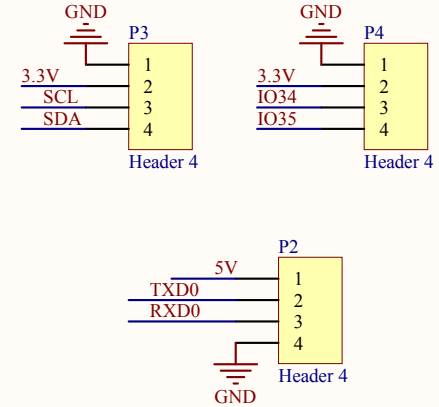 GND
P3
3.3V
SCL
SDA
1
2
3
4
Header 4
GND
P4
3.3V
IO34
IO35
1
2
3
4
Header 4
P2
5V
TXD0
RXD0
1
2
3
4
GND
Header 4